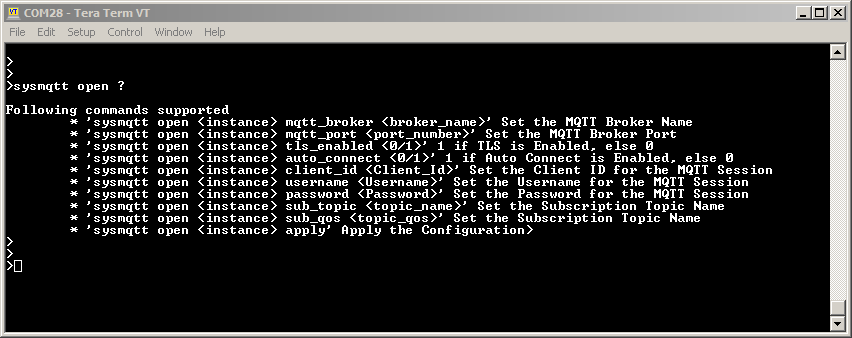 COM28 - Tera Term VT
File Edit Setup Control Window Help
>
>
>sysmqtt open ?
Following commands supported
* 'sysmqtt open <instance> mqtt_broker <broker_name>' Set the MQTT Broker Name
* 'sysmqtt open <instance> mqtt_port <port_number>' Set the MQTT Broker Port
* 'sysmqtt open <instance> tls_enabled <0/1>' 1 if TLS is Enabled, else 0
* 'sysmqtt open <instance> auto_connect <0/1>' 1 if Auto Connect is Enabled, else 0
* 'sysmqtt open <instance> client_id <Client_Id>' Set the Client ID for the MQTT Session
* 'sysmqtt open <instance> username <Username>' Set the Username for the MQTT Session
* 'sysmqtt open <instance> password <Password>' Set the Password for the MQTT Session
* 'sysmqtt open <instance> sub_topic <topic_name>' Set the Subscription Topic Name
* 'sysmqtt open <instance> sub_qos <topic_qos>' Set the Subscription Topic Name
* 'sysmqtt open <instance> apply' Apply the Configuration>
>
>
>